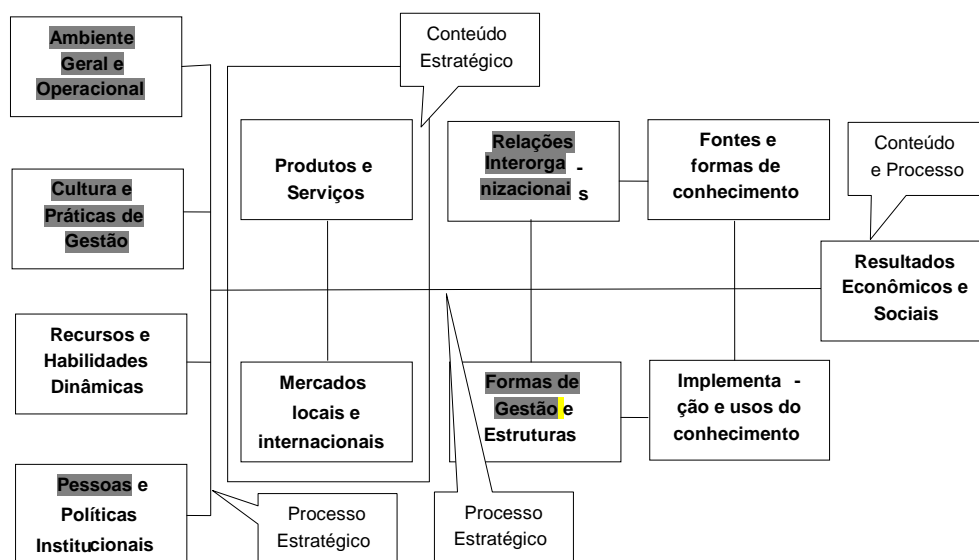 Ambiente
Geral e
Operacional
Conteúdo
Estratégico
Produtos e
Serviços
Relações
Interorga -
nizacionai s
Fontes e
formas de
conhecimento
Conteúdo
e Processo
Cultura e
Práticas de
Gestão
Resultados
Econômicos e
Sociais
Recursos e
Habilidades
Dinâmicas
Mercados
locais e
internacionais
Formas de
Gestão e
Estruturas
Implementa -
ção e usos do
conhecimento
Pessoas e
Políticas
Institucionais
Processo
Estratégico
Processo
Estratégico